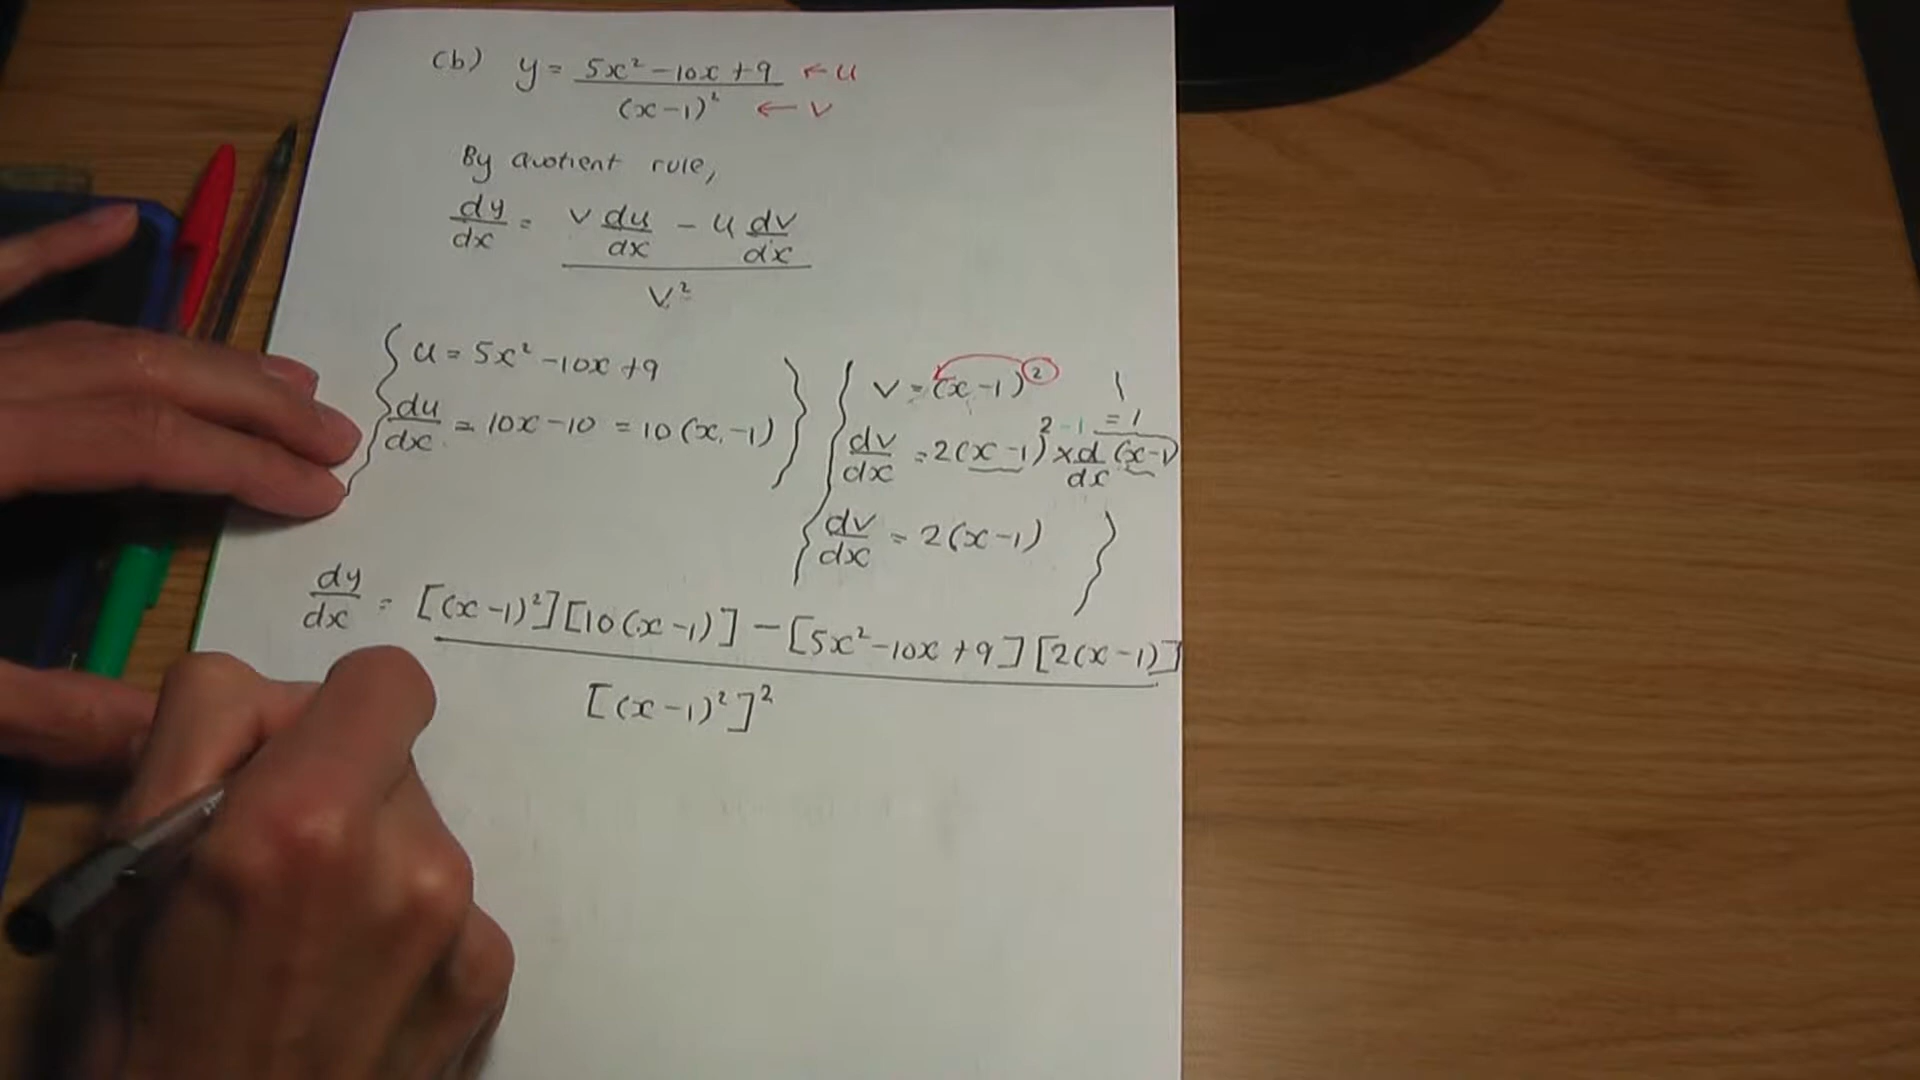 (b) y = 5x² - 10x + 9 ← u
(x - 1)² ← v
By quotient rule,
dy/dx = v du/dx - u dv/dx
v²
u = 5x² - 10x + 9
du/dx = 10x - 10 = 10(x - 1)
v = (x - 1)²
= 1
dv/dx = 2(x - 1)²⁻¹ × d/dx (x - 1)
dv/dx = 2(x - 1)
dy/dx = [(x - 1)²][10(x - 1)] - [5x² - 10x + 9][2(x - 1)]
[(x - 1)²]²